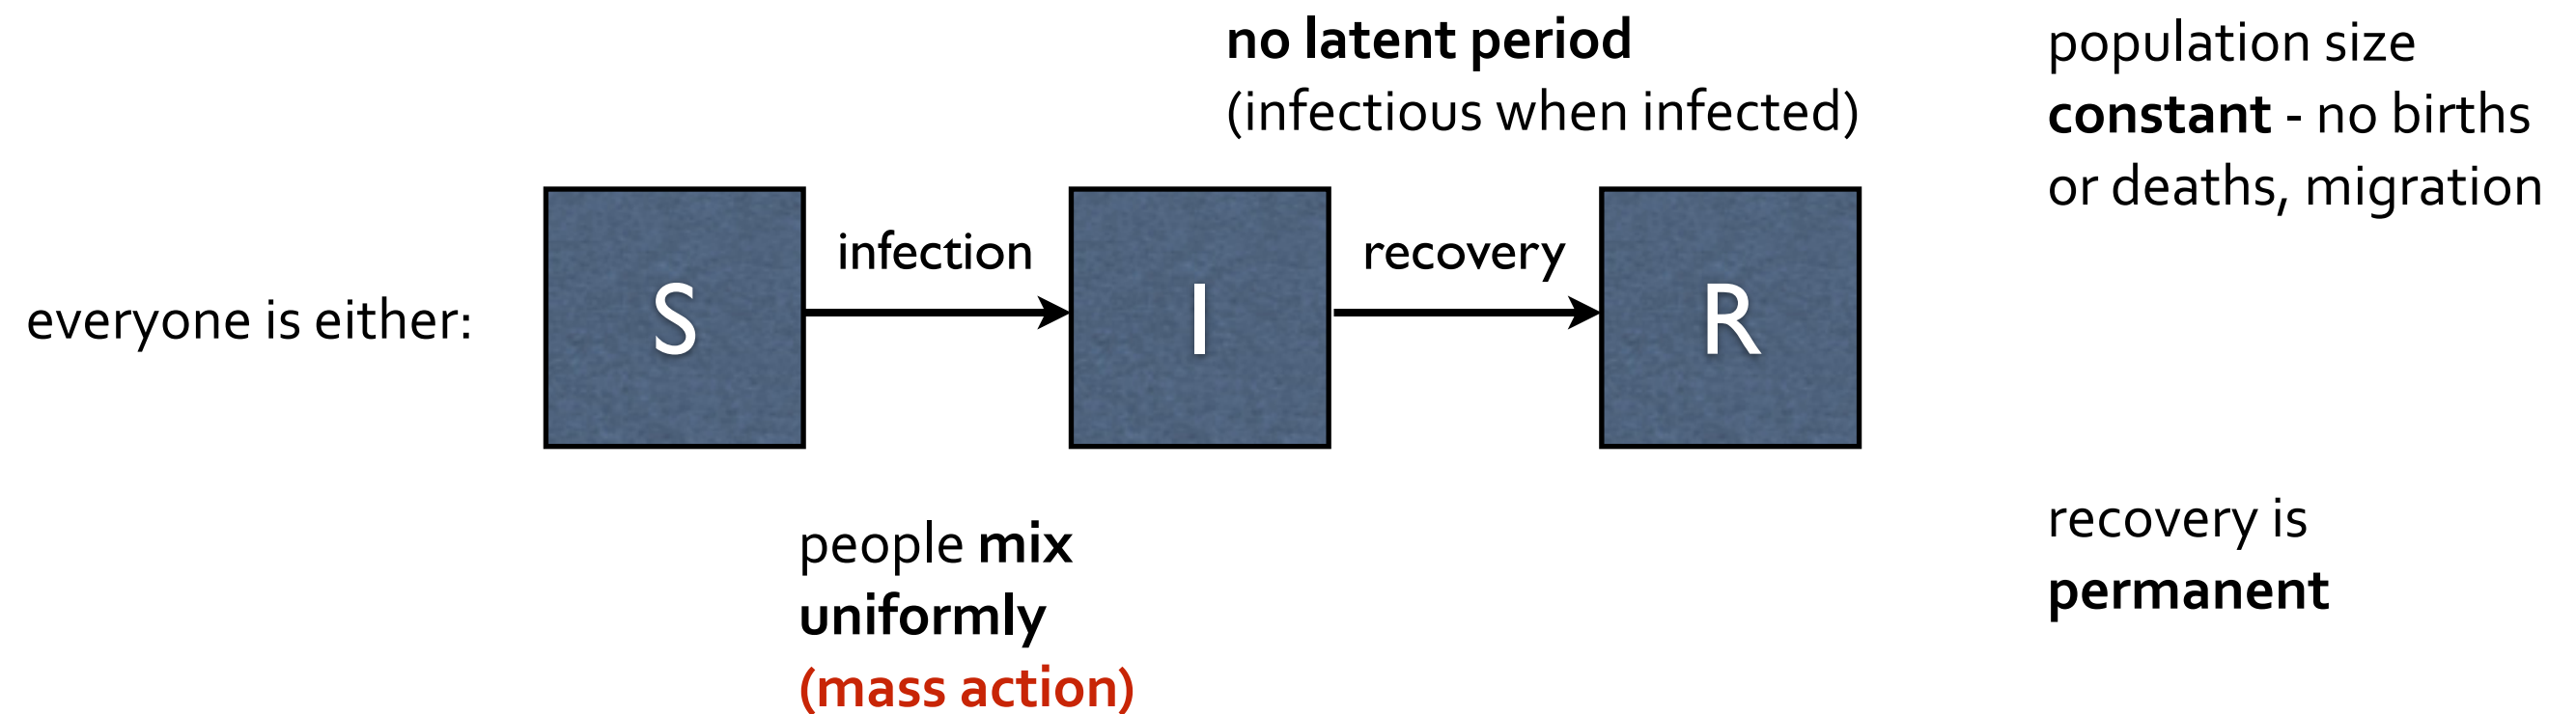 no latent period
(infectious when infected)
population size
constant - no births
or deaths, migration
everyone is either:
S
infection
I
recovery
R
people mix
uniformly
(mass action)
recovery is
permanent